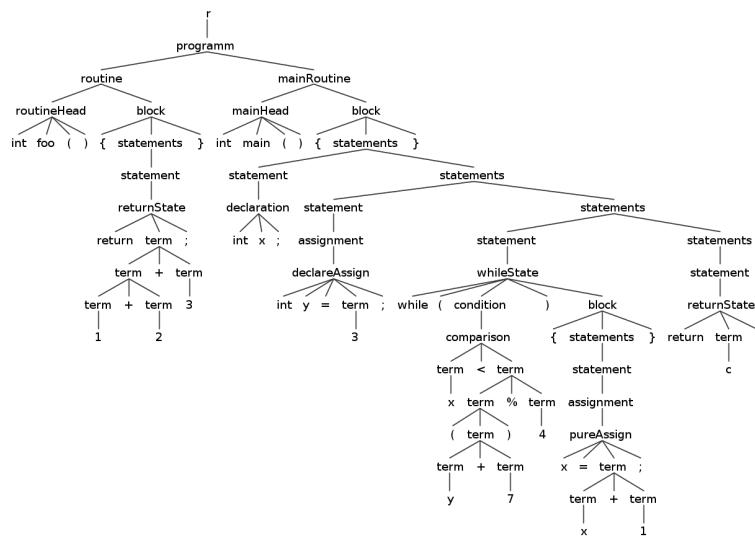 r
programm
routine mainRoutine
routineHead block mainHead block
int foo ( ) { statements } int main ( ) { statements }
statement statement statements
returnState declaration statement statements
return term ; int x ; assignment statement statements
term + term declareAssign whileState statement
term + term 3 int y = term ; while ( condition ) block returnState
1 2 3 comparison { statements } return term
term < term statement c
x term % term assignment
( term ) 4 pureAssign
term + term x = term ;
y 7 term + term
x 1